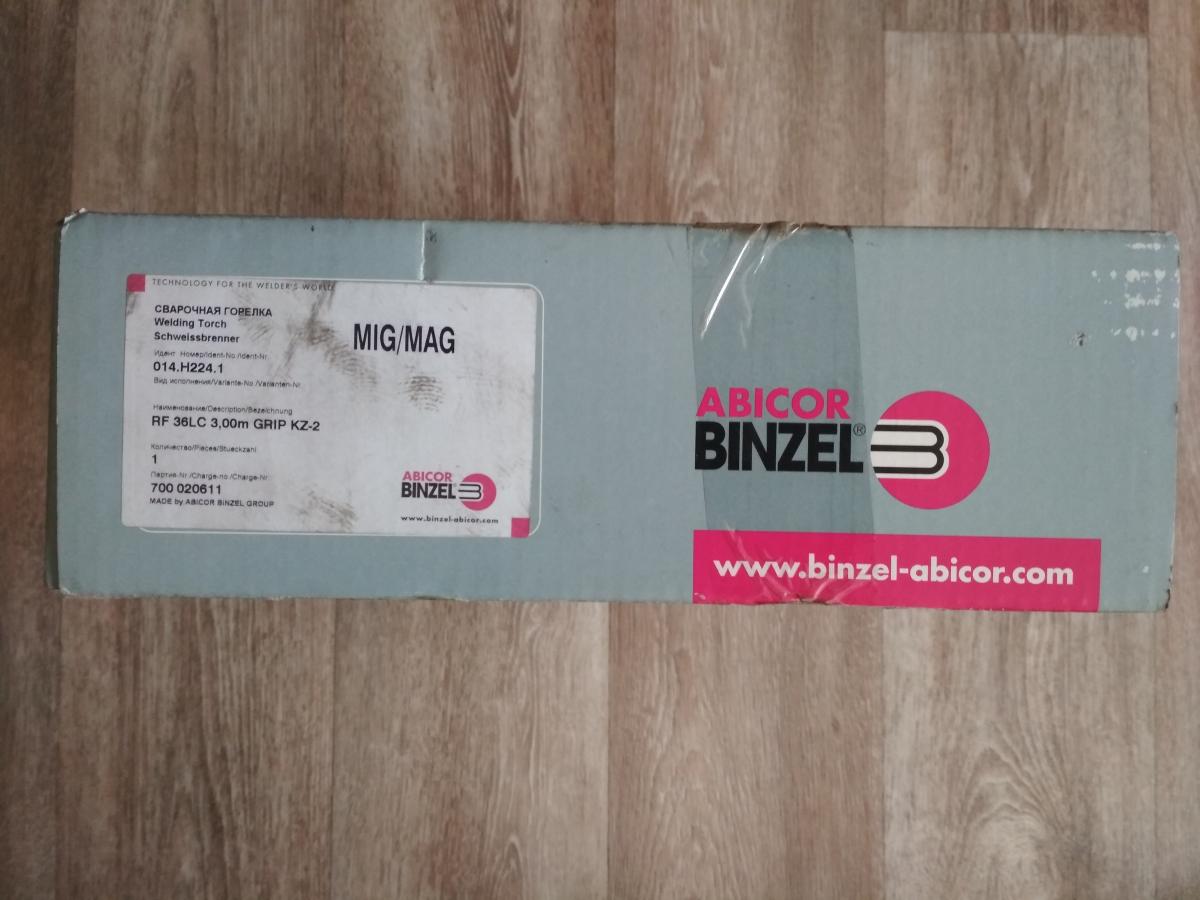 TECHNOLOGY FOR THE WELDER'S WORLD
СВАРОЧНАЯ ГОРЕЛКА
Welding Torch
Schweissbrenner
MIG/MAG
Идент Номер/Ident-No./Ident-Nr.
014.H224.1
Вид исполнения/Variante-No./Varianten-Nr.
Наименование/Description/Bezeichnung
RF 36LC 3,00m GRIP KZ-2
Количество/Pieces/Stueckzahl
1
Партия-Nr./Charge-no./Charge-Nr.
700 020611
MADE by ABICOR BINZEL GROUP
ABICOR
BINZEL
www.binzel-abicor.com
ABICOR
BINZEL®
www.binzel-abicor.com